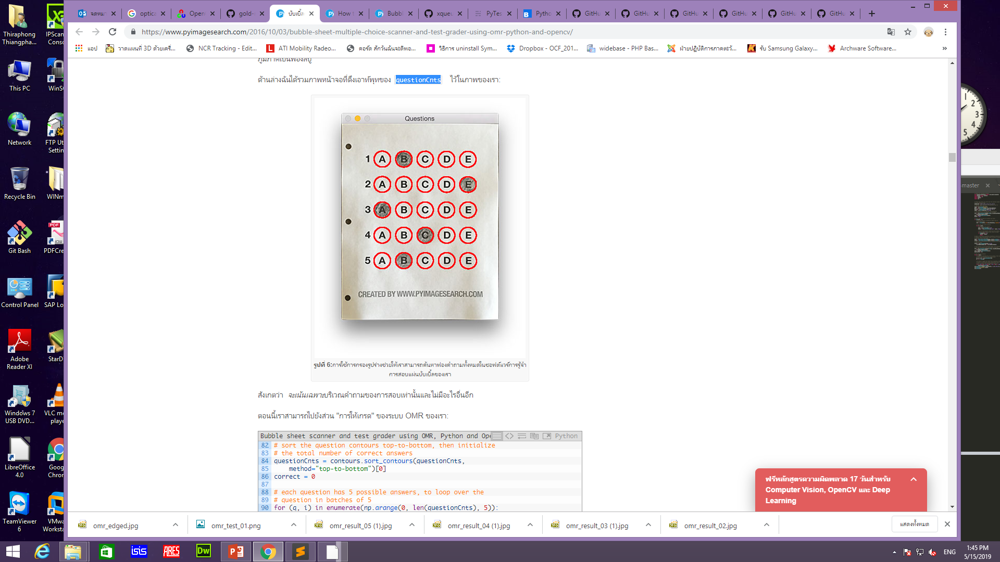 จดหมา
optica
Open
gold-
บับเบิ้ล
How t
Bubbl
xqueu
PyTes
Pytho
GitHu
GitHu
GitHu
GitHu
GitHu
GitHu
https://www.pyimagesearch.com/2016/10/03/bubble-sheet-multiple-choice-scanner-and-test-grader-using-omr-python-and-opencv/
แอป
วาดแผนที่ 3D ด้วยเครื่...
NCR Tracking - Edit...
ATI Mobility Radeo...
คอร์ด สักวันฉันจะดีพอ...
วิธีการ uninstall Sym...
Dropbox - OCF_201...
widebase - PHP Bas...
ฝ่ายปฏิบัติการภาคตะวั...
รับ Samsung Galaxy...
Archware Software...
ด้านล่างฉันได้รวมภาพหน้าจอที่ดึงเอาท์พุทของ questionCnts ไว้ในภาพของเรา:
Questions
1 A B C D E
2 A B C D E
3 A B C D E
4 A B C D E
5 A B C D E
CREATED BY WWW.PYIMAGESEARCH.COM
รูปที่ 6:การใช้การกรองรูปร่างช่วยให้เราสามารถค้นหาฟองคำถามทั้งหมดในซอฟต์แวร์การรู้จำ
การสอบแผ่นบับเบิ้ลของเรา
สังเกตว่า จะเน้นเฉพาะบริเวณคำถามของการสอบเท่านั้นและไม่มีอะไรอื่นอีก
ตอนนี้เราสามารถไปยังส่วน "การให้เกรด" ของระบบ OMR ของเรา:
Bubble sheet scanner and test grader using OMR, Python and Ope
Python
82 # sort the question contours top-to-bottom, then initialize
83 # the total number of correct answers
84 questionCnts = contours.sort_contours(questionCnts,
85 method="top-to-bottom")[0]
86 correct = 0
87
88 # each question has 5 possible answers, to loop over the
89 # question in batches of 5
90 for (q, i) in enumerate(np.arange(0, len(questionCnts), 5)):
ฟรีหลักสูตรความผิดพลาด 17 วันสำหรับ
Computer Vision, OpenCV และ Deep
Learning
omr_edged.jpg
omr_test_01.png
omr_result_05 (1).jpg
omr_result_04 (1).jpg
omr_result_03 (1).jpg
omr_result_02.jpg
แสดงทั้งหมด
Thiraphong
Thiangpha...
IPScan
Conso
This PC
WinS
Network
FTP Ut
Settin
Recycle Bin
WINm
Git Bash
PDFCre
Control Panel
SAP Lo
Adobe
Reader XI
StarD
Windows 7
USB DVD...
VLC me
playe
LibreOffice
4.0
Goog
Chror
TeamViewer
6
VMwa
Worksta
-master
1
2
3
4
5
isis
ARES
Dw
ENG
1:45 PM
5/15/2019